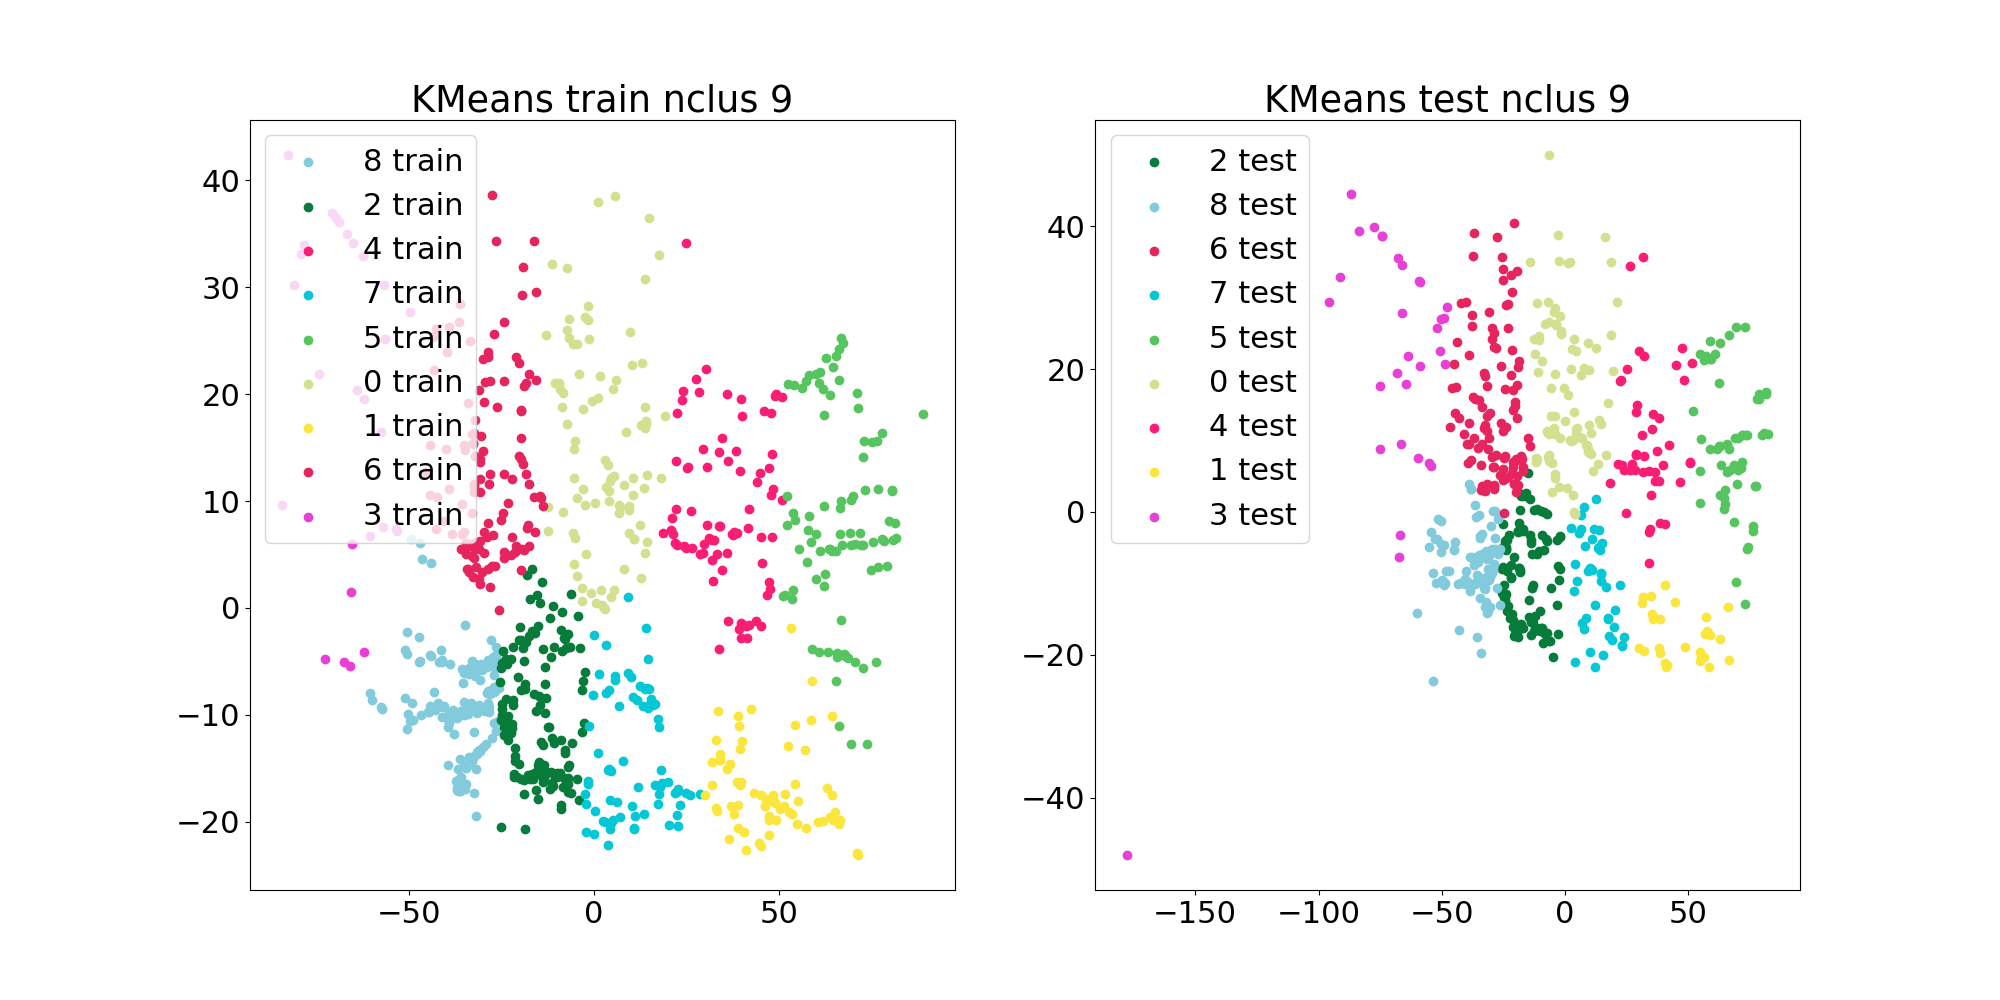 KMeans train nclus 9
8 train
2 train
4 train
7 train
5 train
0 train
1 train
6 train
3 train
40
30
20
10
0
−10
−20
−50
0
50
KMeans test nclus 9
2 test
8 test
6 test
7 test
5 test
0 test
4 test
1 test
3 test
40
20
0
−20
−40
−150
−100
−50
0
50